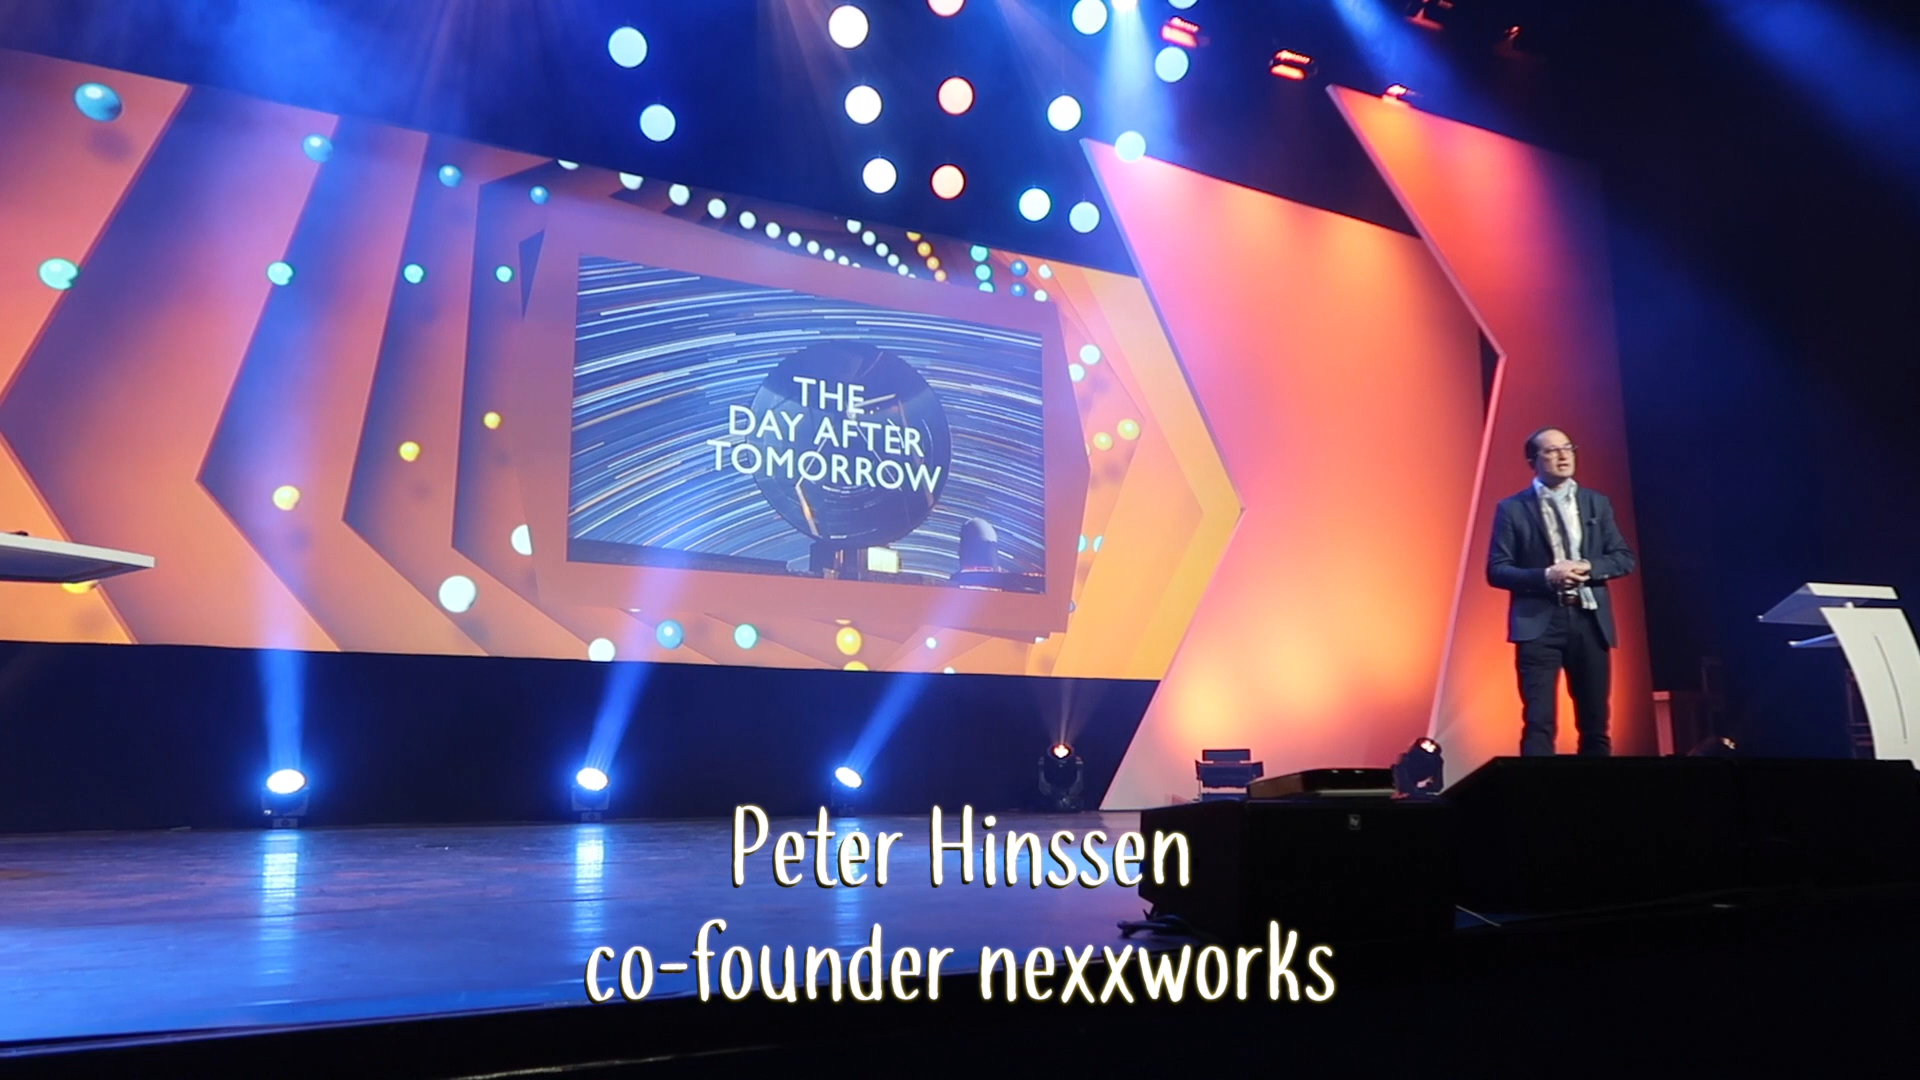 THE
DAY AFTER
TOMORROW
Peter Hinssen
co-founder nexxworks